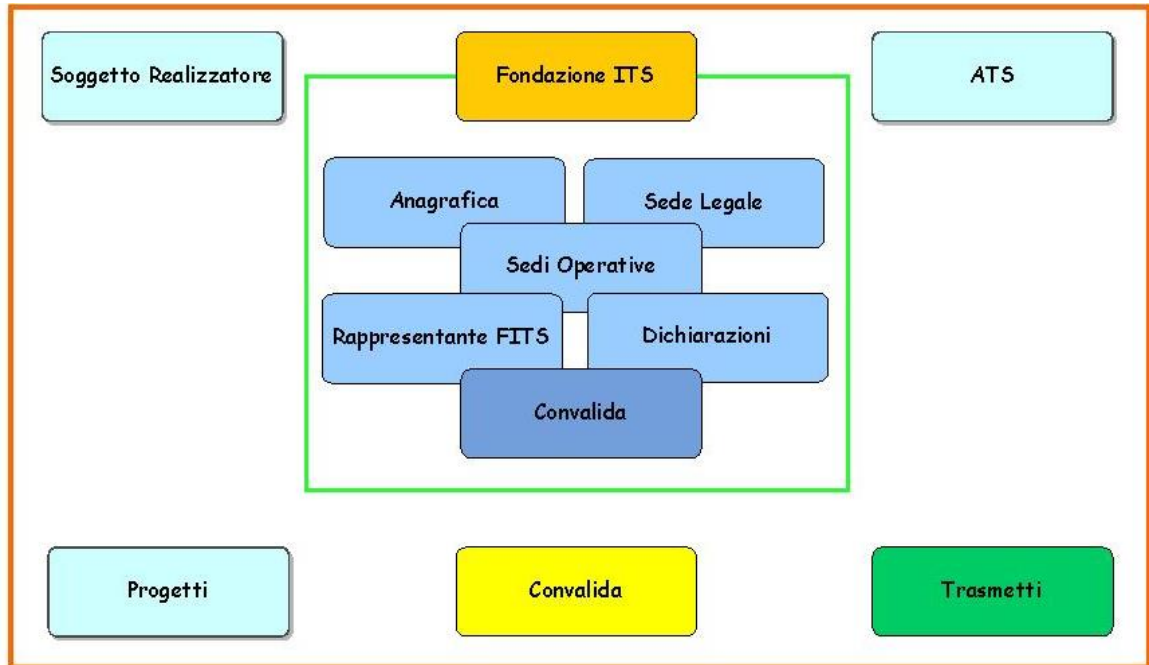 Soggetto Realizzatore
Fondazione ITS
ATS
Anagrafica
Sede Legale
Sedi Operative
Rappresentante FITS
Dichiarazioni
Convalida
Progetti
Convalida
Trasmetti